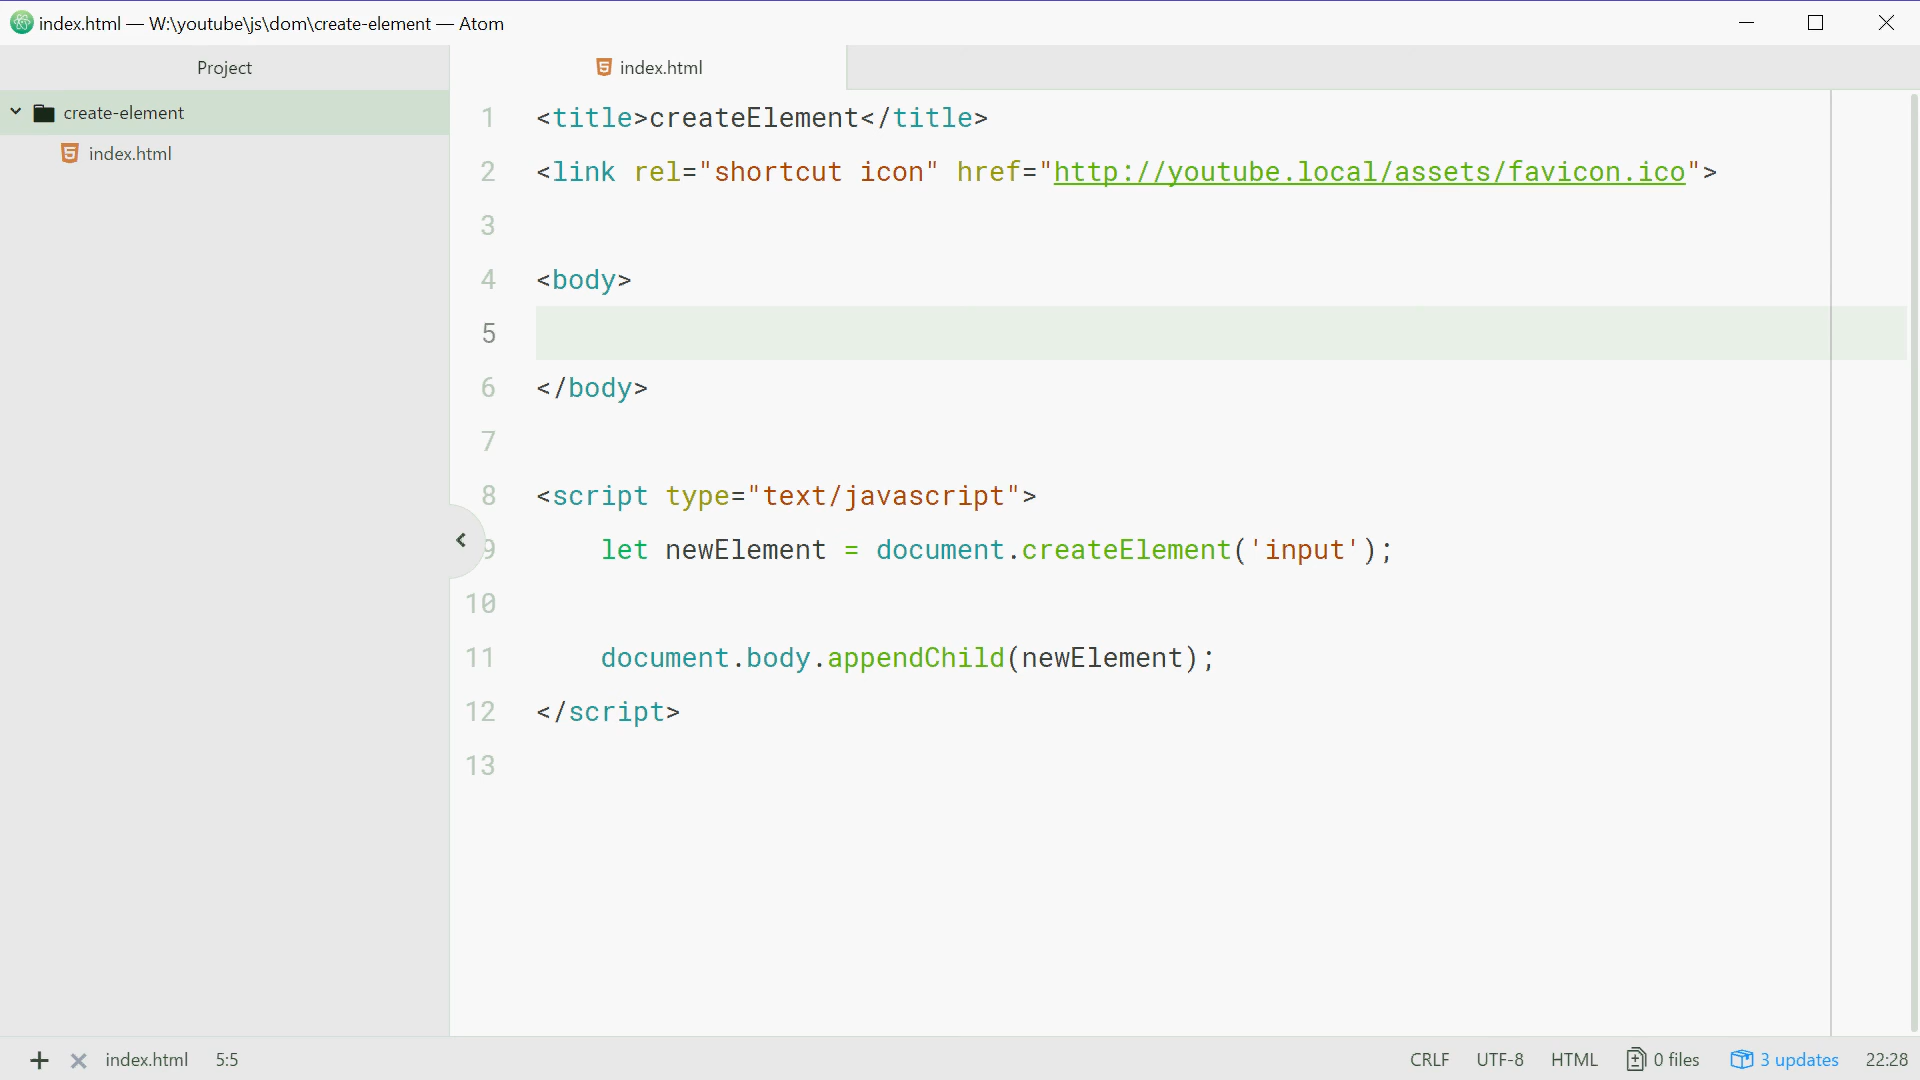 index.html — W:\youtube\js\dom\create-element — Atom
Project
create-element
index.html
index.html
1 <title>createElement</title>
2 <link rel="shortcut icon" href="http://youtube.local/assets/favicon.ico">
3
4 <body>
5
6 </body>
7
8 <script type="text/javascript">
9     let newElement = document.createElement('input');
10
11     document.body.appendChild(newElement);
12 </script>
13
index.html 5:5 CRLF UTF-8 HTML 0 files 3 updates 22:28